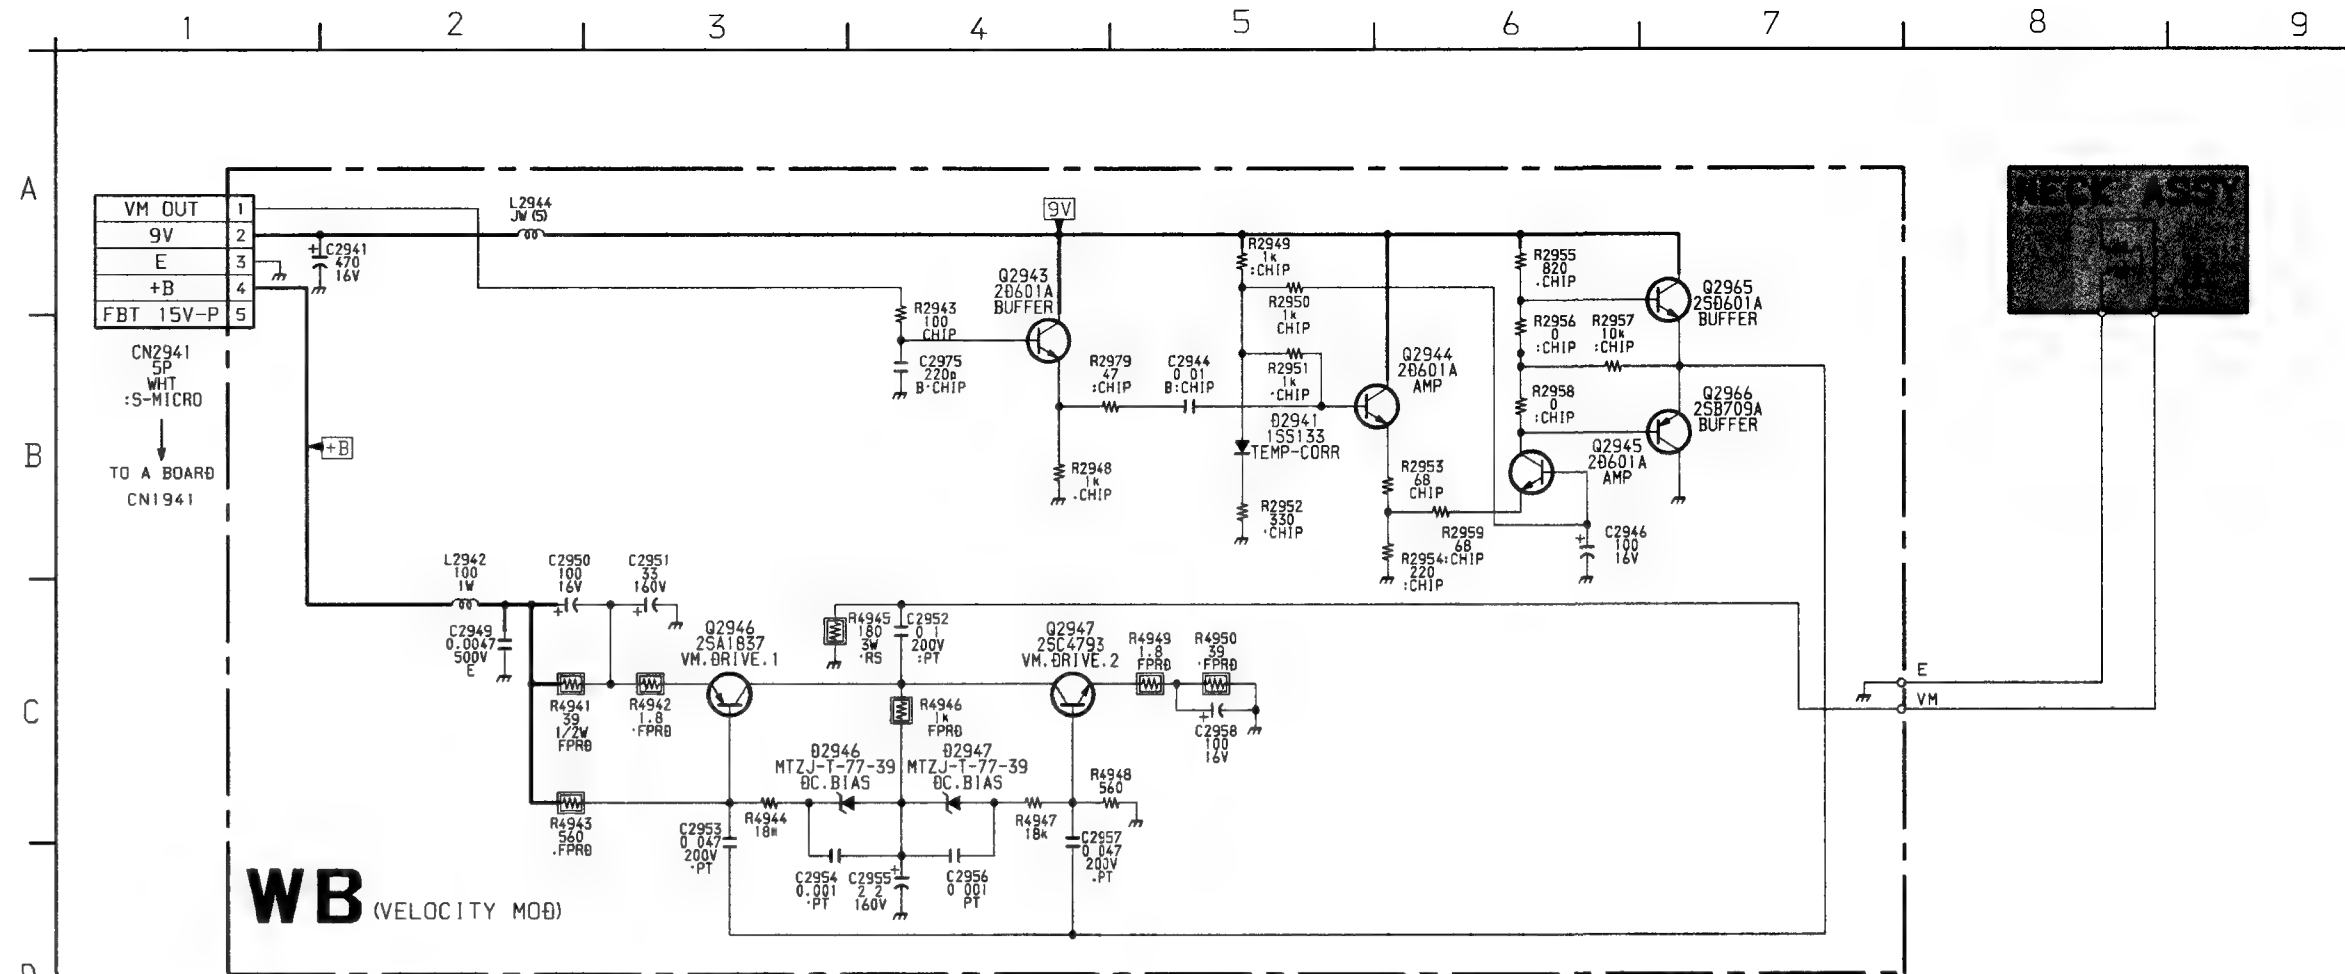 1 2 3 4 5 6 7 8 9
A
B
C
D
VM OUT 1
9V 2
E 3
+B 4
FBT 15V-P 5
CN2941
5P
WHT
:S-MICRO
TO A BOARD
CN1941
C2941
470
16V
L2944
JW(5)
+B
9V
Q2943
2D601A
BUFFER
R2943
100
CHIP
C2975
220p
B:CHIP
R2979
47
:CHIP
C2944
0.01
B:CHIP
R2948
1k
.CHIP
R2949
1k
:CHIP
R2950
1k
CHIP
R2951
1k
.CHIP
D2941
1SS133
TEMP-CORR
R2952
330
.CHIP
Q2944
2D601A
AMP
R2953
68
CHIP
R2954:CHIP
220
:CHIP
R2959
68
R2955
820
.CHIP
R2956
0
:CHIP
R2957
10k
:CHIP
R2958
0
:CHIP
Q2965
2SD601A
BUFFER
Q2966
2SB709A
BUFFER
Q2945
2D601A
AMP
C2946
100
16V
NECK ASSY
L2942
100
1W
C2950
100
16V
C2951
33
160V
C2949
0.0047
500V
E
R4941
39
1/2W
FPRD
R4942
1.8
.FPRD
Q2946
2SA1837
VM.DRIVE.1
R4945
180
3W
.RS
C2952
0.1
200V
:PT
Q2947
2SC4793
VM.DRIVE.2
R4949
1.8
FPRD
R4950
39
.FPRD
C2958
100
16V
R4946
1k
FPRD
D2946
MTZJ-T-77-39
DC.BIAS
D2947
MTZJ-T-77-39
DC.BIAS
R4948
560
R4943
560
.FPRD
R4944
C2953
0.047
200V
.PT
R4947
18k
C2957
0.047
200V
.PT
C2954
0.001
.PT
C2955
2.2
160V
C2956
0.001
PT
E
VM
WB (VELOCITY MOD)